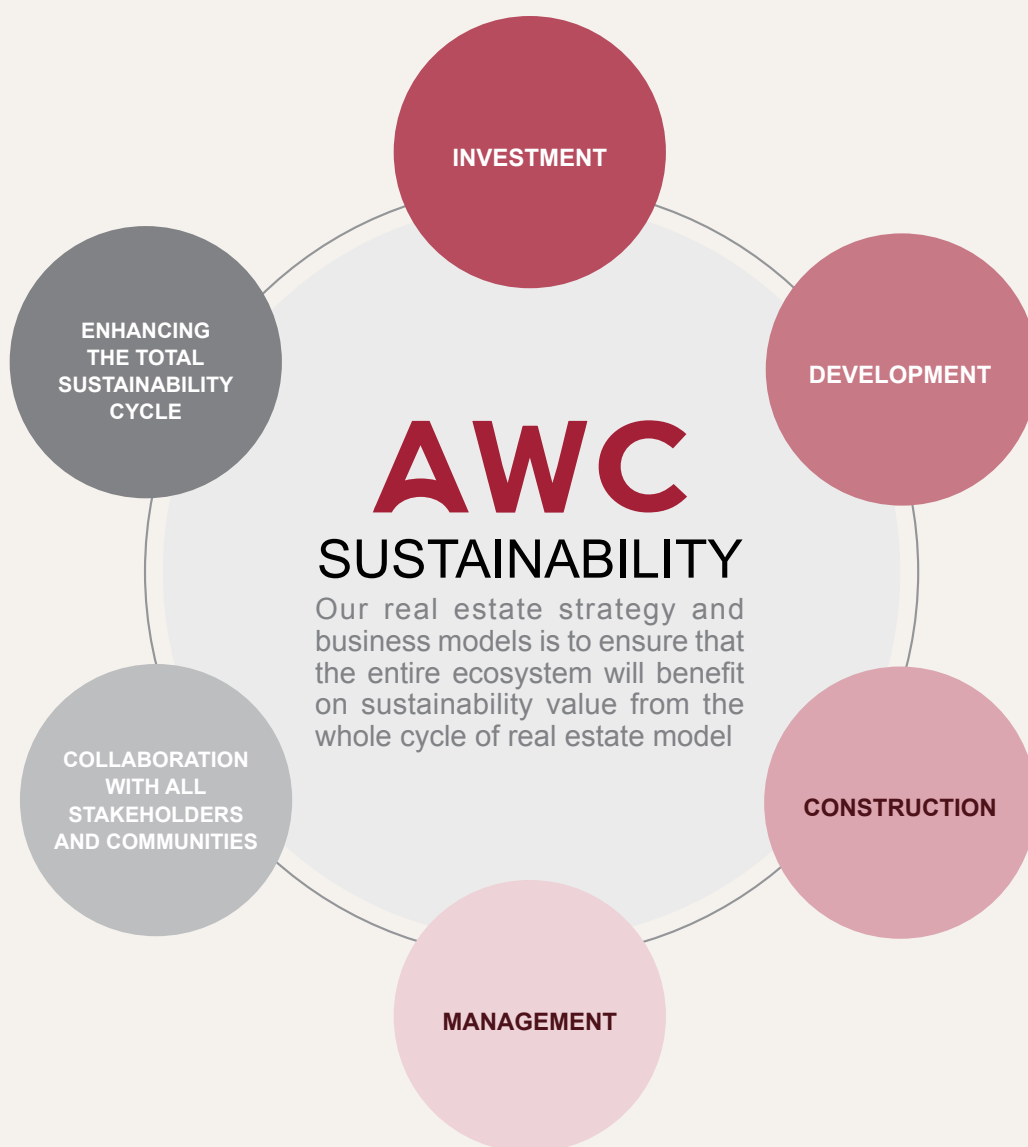 INVESTMENT
DEVELOPMENT
CONSTRUCTION
MANAGEMENT
COLLABORATION
WITH ALL
STAKEHOLDERS
AND COMMUNITIES
ENHANCING
THE TOTAL
SUSTAINABILITY
CYCLE
AWC
SUSTAINABILITY
Our real estate strategy and
business models is to ensure that
the entire ecosystem will benefit
on sustainability value from the
whole cycle of real estate model